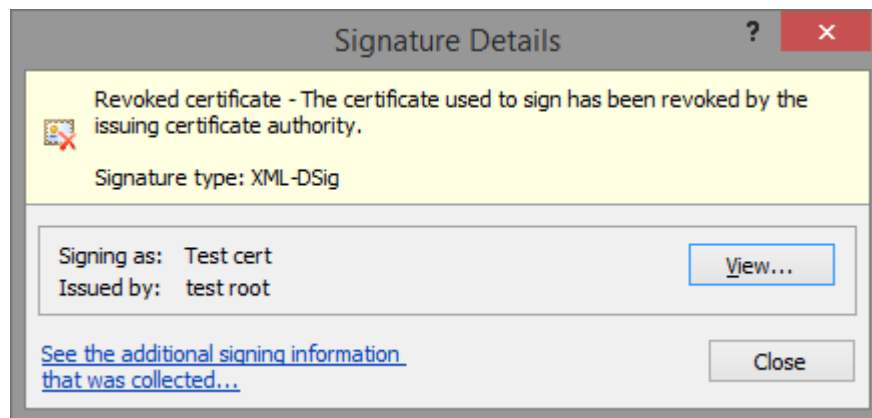 Signature Details
?
×
Revoked certificate - The certificate used to sign has been revoked by the
issuing certificate authority.
Signature type: XML-DSig
Signing as: Test cert
View...
Issued by: test root
See the additional signing information
that was collected...
Close